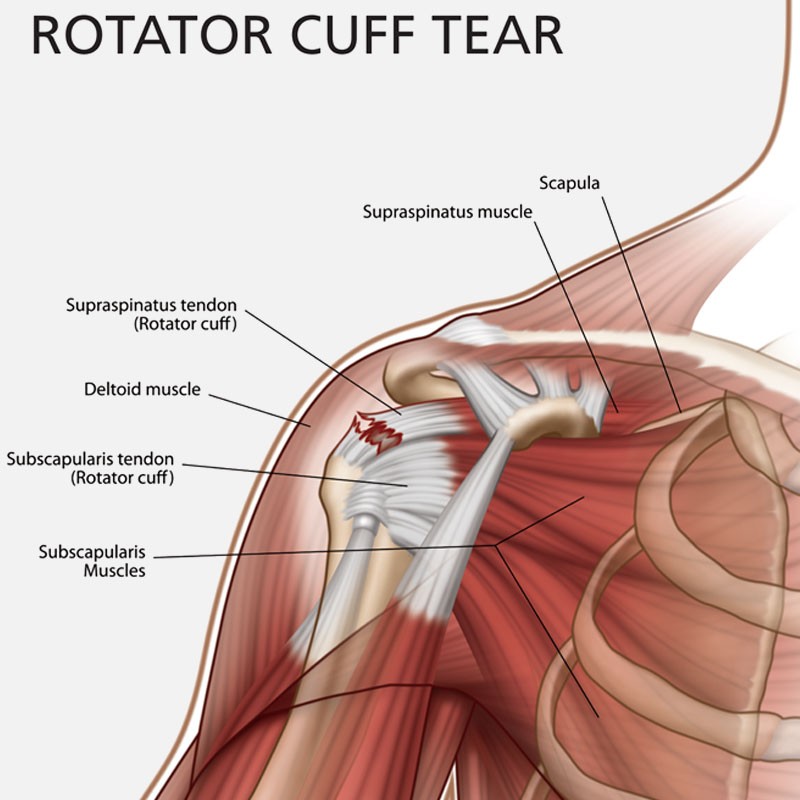 ROTATOR CUFF TEAR
Scapula
Supraspinatus muscle
Supraspinatus tendon
(Rotator cuff)
Deltoid muscle
Subscapularis tendon
(Rotator cuff)
Subscapularis
Muscles